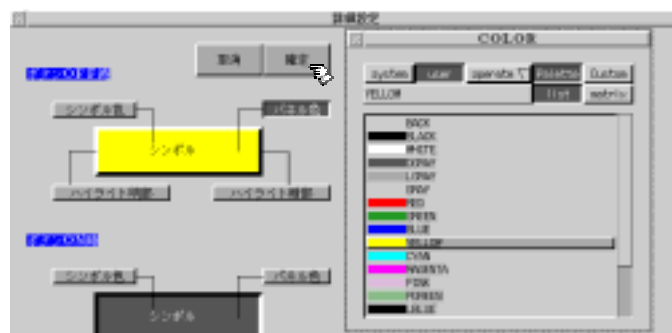 詳細設定
取消 確定
シンボル色 パネル色
シンボル
ハイライト明部 ハイライト暗部
シンボル色 パネル色
シンボル
COLOR
system user operate Palette Custom
YELLOW list matrix
BACK
BLACK
WHITE
DGRAY
LGRAY
GRAY
RED
GREEN
BLUE
YELLOW
CYAN
MAGENTA
PINK
PGREEN
LBLUE